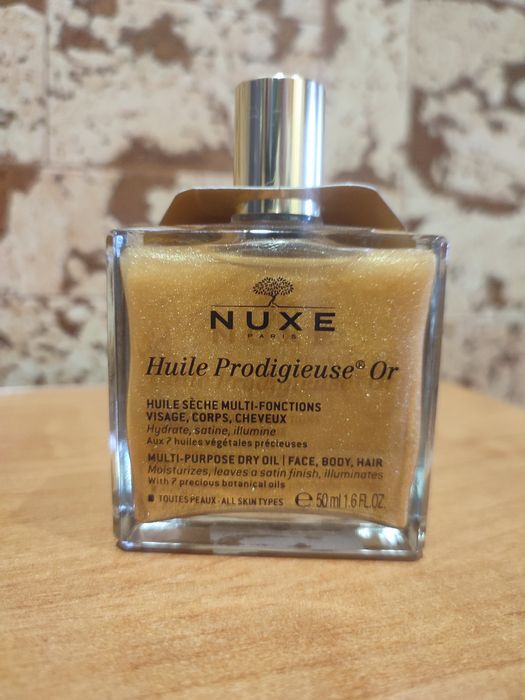 NUXE
PARIS
Huile Prodigieuse® Or
HUILE SÈCHE MULTI-FONCTIONS
VISAGE, CORPS, CHEVEUX
Hydrate, satine, illumine
Aux 7 huiles végétales précieuses
MULTI-PURPOSE DRY OIL | FACE, BODY, HAIR
Moisturizes, leaves a satin finish, illuminates
With 7 precious botanical oils
TOUTES PEAUX - ALL SKIN TYPES ℮ 50 ml 1.6 FL.OZ.